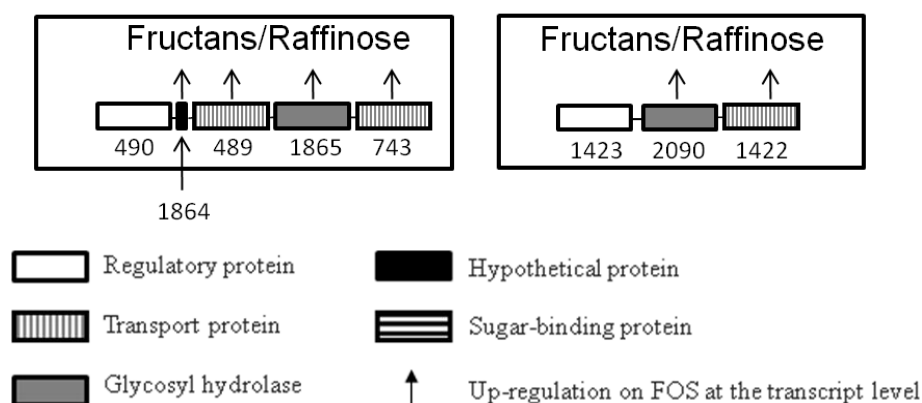 Fructans/Raffinose
490 489 1865 743
1864
Fructans/Raffinose
1423 2090 1422
Regulatory protein
Hypothetical protein
Transport protein
Sugar-binding protein
Glycosyl hydrolase
Up-regulation on FOS at the transcript level